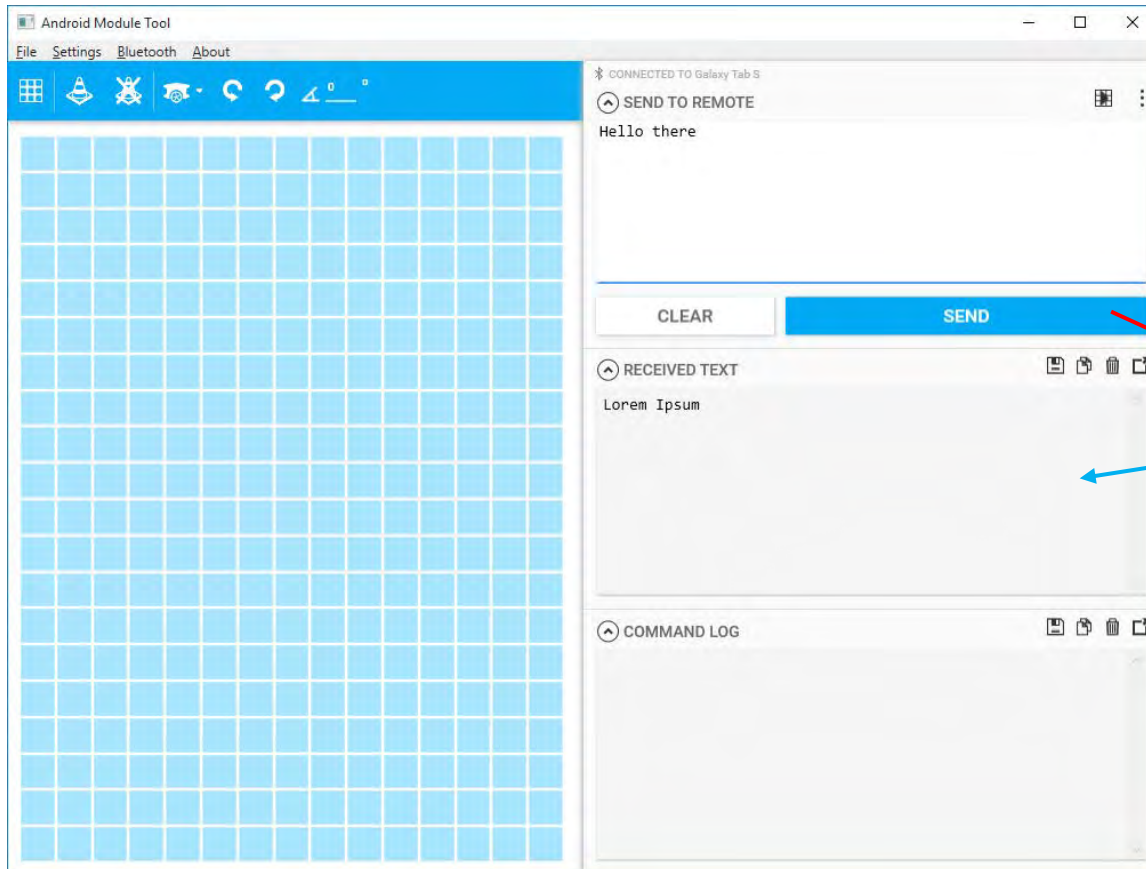 Android Module Tool
File Settings Bluetooth About
0
CONNECTED TO Galaxy Tab S
SEND TO REMOTE
Hello there
CLEAR SEND
RECEIVED TEXT
Lorem Ipsum
COMMAND LOG